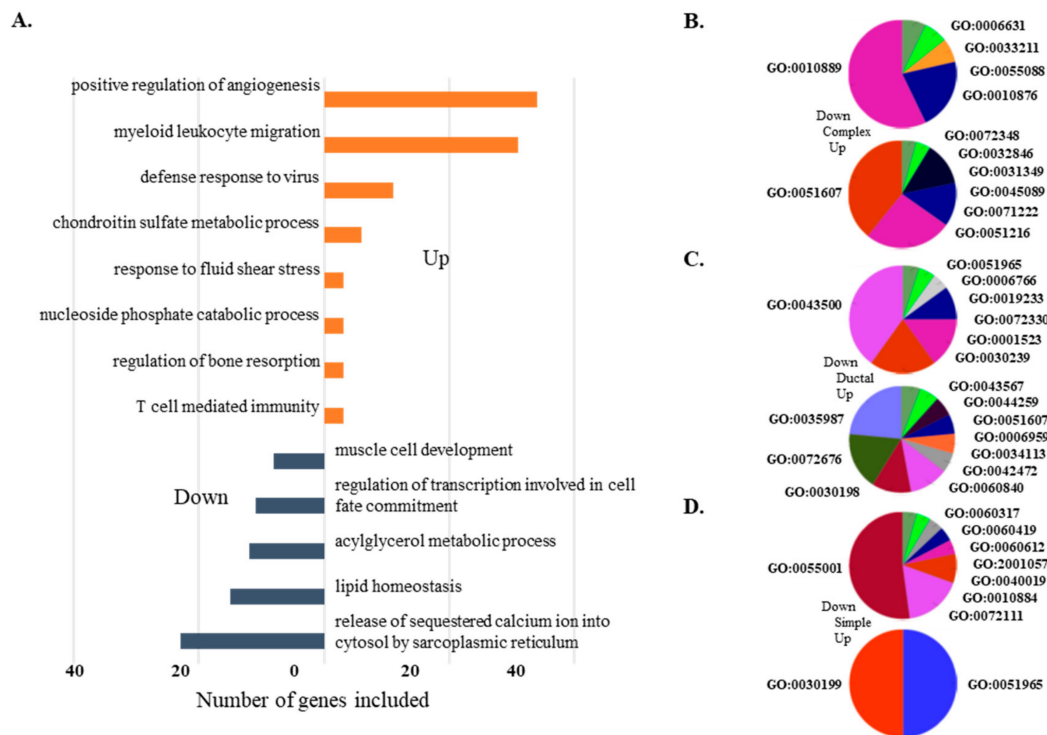 A.
positive regulation of angiogenesis
myeloid leukocyte migration
defense response to virus
chondroitin sulfate metabolic process
response to fluid shear stress
nucleoside phosphate catabolic process
regulation of bone resorption
T cell mediated immunity
Up
Down
muscle cell development
regulation of transcription involved in cell
fate commitment
acylglycerol metabolic process
lipid homeostasis
release of sequestered calcium ion into
cytosol by sarcoplasmic reticulum
40 20 0 20 40
Number of genes included
B.
GO:0010889
GO:0006631
GO:0033211
GO:0055088
GO:0010876
Down
Complex
Up
GO:0051607
GO:0072348
GO:0032846
GO:0031349
GO:0045089
GO:0071222
GO:0051216
C.
GO:0043500
GO:0051965
GO:0006766
GO:0019233
GO:0072330
GO:0001523
GO:0030239
Down
Ductal
Up
GO:0035987
GO:0072676
GO:0030198
GO:0043567
GO:0044259
GO:0051607
GO:0006959
GO:0034113
GO:0042472
GO:0060840
D.
GO:0055001
GO:0060317
GO:0060419
GO:0060612
GO:2001057
GO:0040019
GO:0010884
GO:0072111
Down
Simple
Up
GO:0030199
GO:0051965